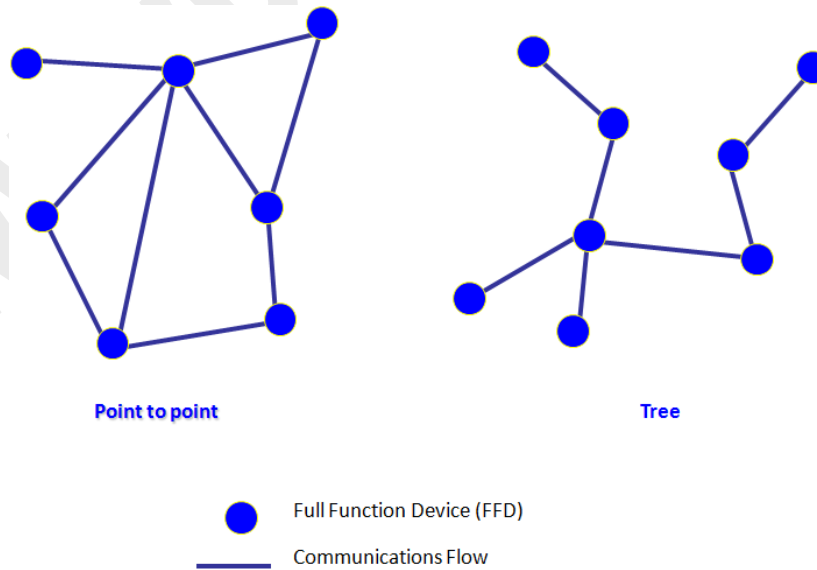 Point to point
Tree
Full Function Device (FFD)
Communications Flow